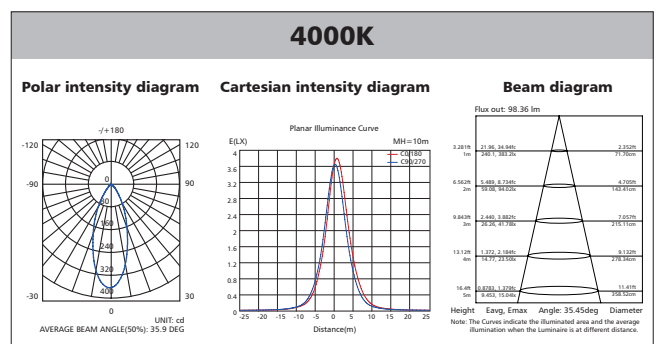 4000K
Polar intensity diagram
Cartesian intensity diagram
Beam diagram
-/+180
-120
120
-90
90
-30
30
0
0
80
160
240
320
400
UNIT: cd
AVERAGE BEAM ANGLE(50%): 35.9 DEG
Planar Illuminance Curve
E(LX)
MH=10m
C0/180
C90/270
4
3.6
3.2
2.8
2.4
2
1.6
1.2
0.8
0.4
0
-25 -20 -15 -10 -5 0 5 10 15 20 25
Distance(m)
Flux out: 98.36 lm
3.281ft 21.98, 34.94fc 2.352ft
1m 240.1, 383.2lx 71.70cm
6.562ft 5.489, 8.734fc 4.705ft
2m 59.08, 94.02lx 143.41cm
9.843ft 2.440, 3.882fc 7.057ft
3m 26.26, 41.78lx 215.11cm
13.12ft 1.372, 2.184fc 9.132ft
4m 14.77, 23.50lx 278.34cm
16.4ft 0.8783, 1.379fc 11.41ft
5m 9.453, 15.04lx 358.52cm
Height Eavg, Emax Angle: 35.45deg Diameter
Note: The Curves indicate the illuminated area and the average
illumination when the Luminaire is at different distance.